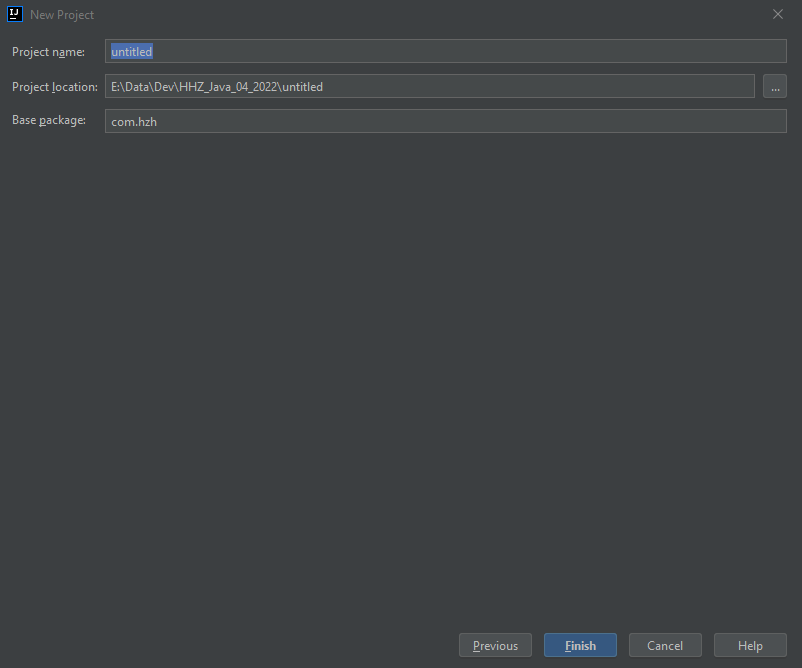 IJ New Project
Project name: untitled
Project location: E:\Data\Dev\HHZ_Java_04_2022\untitled ...
Base package: com.hzh
Previous Finish Cancel Help